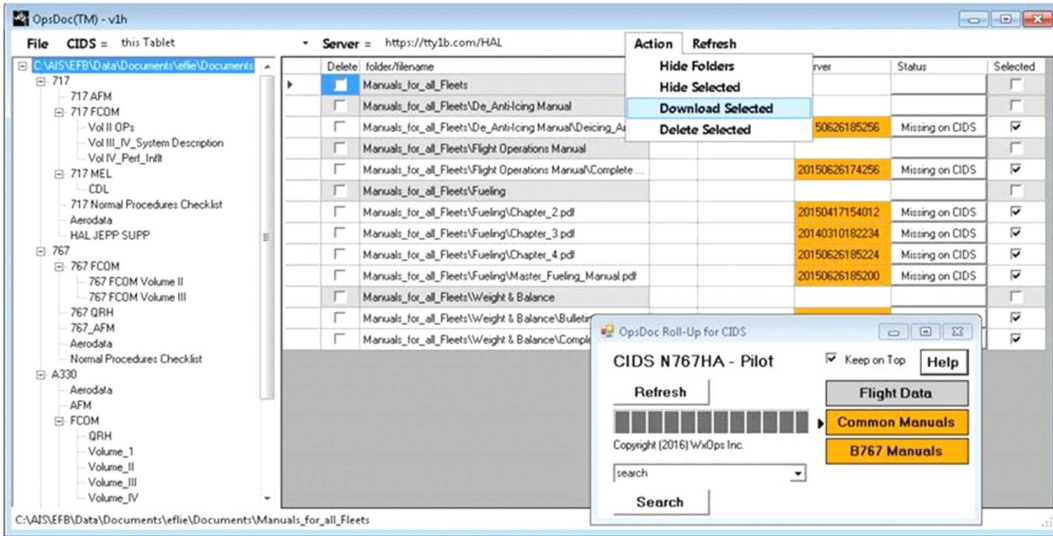 OpsDoc(TM) - v1h
File CIDS = this Tablet Server = https://tty1b.com/HAL Action Refresh
C:\AIS\EFB\Data\Documents\eflie\Documents
717
717 AFM
717 FCOM
Vol II OPs
Vol III_IV_System Description
Vol IV_Perf_Inflt
717 MEL
CDL
717 Normal Procedures Checklist
Aerodata
HAL JEPP SUPP
767
767 FCOM
767 FCOM Volume II
767 FCOM Volume III
767 QRH
767_AFM
Aerodata
Normal Procedures Checklist
A330
Aerodata
AFM
FCOM
QRH
Volume_1
Volume_II
Volume_III
Volume_IV
Delete folder/filename rver Status Selected
Manuals_for_all_Fleets
Manuals_for_all_Fleets\De_Anti-Icing Manual
Manuals_for_all_Fleets\De_Anti-Icing Manual\Deicing_A 50626185256 Missing on CIDS
Manuals_for_all_Fleets\Flight Operations Manual
Manuals_for_all_Fleets\Flight Operations Manual\Complete ... 20150626174256 Missing on CIDS
Manuals_for_all_Fleets\Fueling
Manuals_for_all_Fleets\Fueling\Chapter_2.pdf 20150417154012 Missing on CIDS
Manuals_for_all_Fleets\Fueling\Chapter_3.pdf 20140310182234 Missing on CIDS
Manuals_for_all_Fleets\Fueling\Chapter_4.pdf 20150626185224 Missing on CIDS
Manuals_for_all_Fleets\Fueling\Master_Fueling_Manual.pdf 20150626185200 Missing on CIDS
Manuals_for_all_Fleets\Weight & Balance
Manuals_for_all_Fleets\Weight & Balance\Bulletin
Manuals_for_all_Fleets\Weight & Balance\Comple
Hide Folders
Hide Selected
Download Selected
Delete Selected
OpsDoc Roll-Up for CIDS
CIDS N767HA - Pilot
Keep on Top
Help
Refresh
Flight Data
Common Manuals
B767 Manuals
Copyright (2016) WxOps Inc.
search
Search
C:\AIS\EFB\Data\Documents\eflie\Documents\Manuals_for_all_Fleets